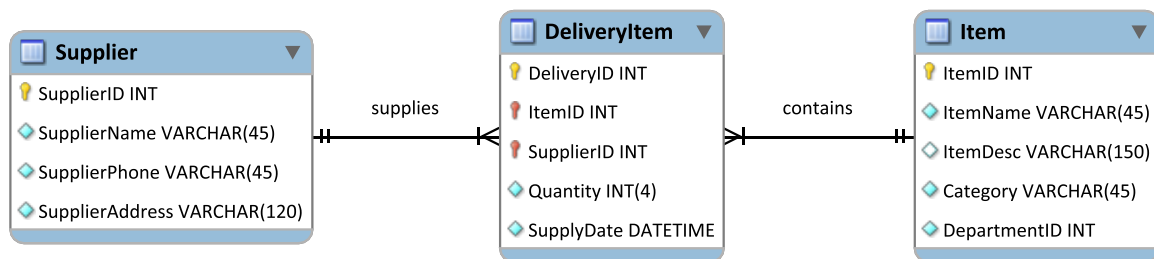 Supplier
SupplierID INT
SupplierName VARCHAR(45)
SupplierPhone VARCHAR(45)
SupplierAddress VARCHAR(120)
supplies
DeliveryItem
DeliveryID INT
ItemID INT
SupplierID INT
Quantity INT(4)
SupplyDate DATETIME
contains
Item
ItemID INT
ItemName VARCHAR(45)
ItemDesc VARCHAR(150)
Category VARCHAR(45)
DepartmentID INT